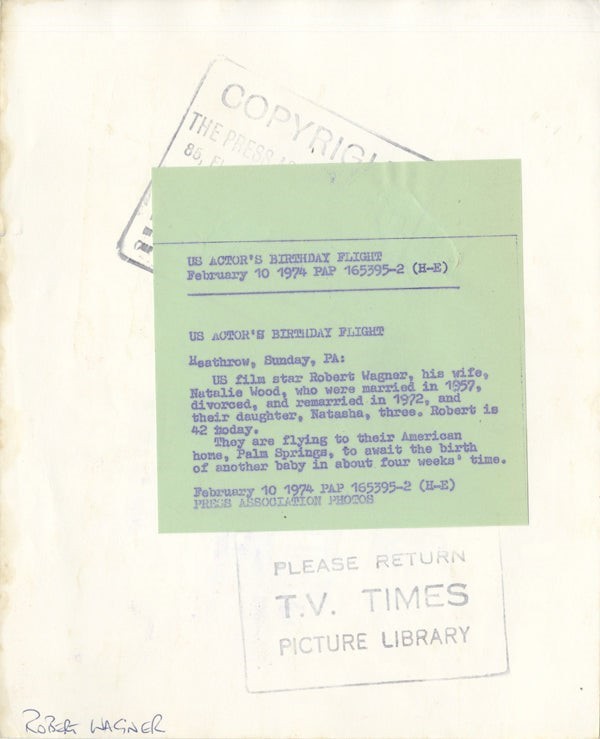 COPYRIGH
THE PRESS
85,
US ACTOR'S BIRTHDAY FLIGHT
February 10 1974 PAP 165395-2 (H-E)
US ACTOR'S BIRTHDAY FLIGHT
Heathrow, Sunday, PA:
US film star Robert Wagner, his wife,
Natalie Wood, who were married in 1957,
divorced, and remarried in 1972, and
their daughter, Natasha, three. Robert is
42 today.
They are flying to their American
home, Palm Springs, to await the birth
of another baby in about four weeks' time.
February 10 1974 PAP 165395-2 (H-E)
PRESS ASSOCIATION PHOTOS
PLEASE RETURN
T.V. TIMES
PICTURE LIBRARY
ROBERT WAGNER